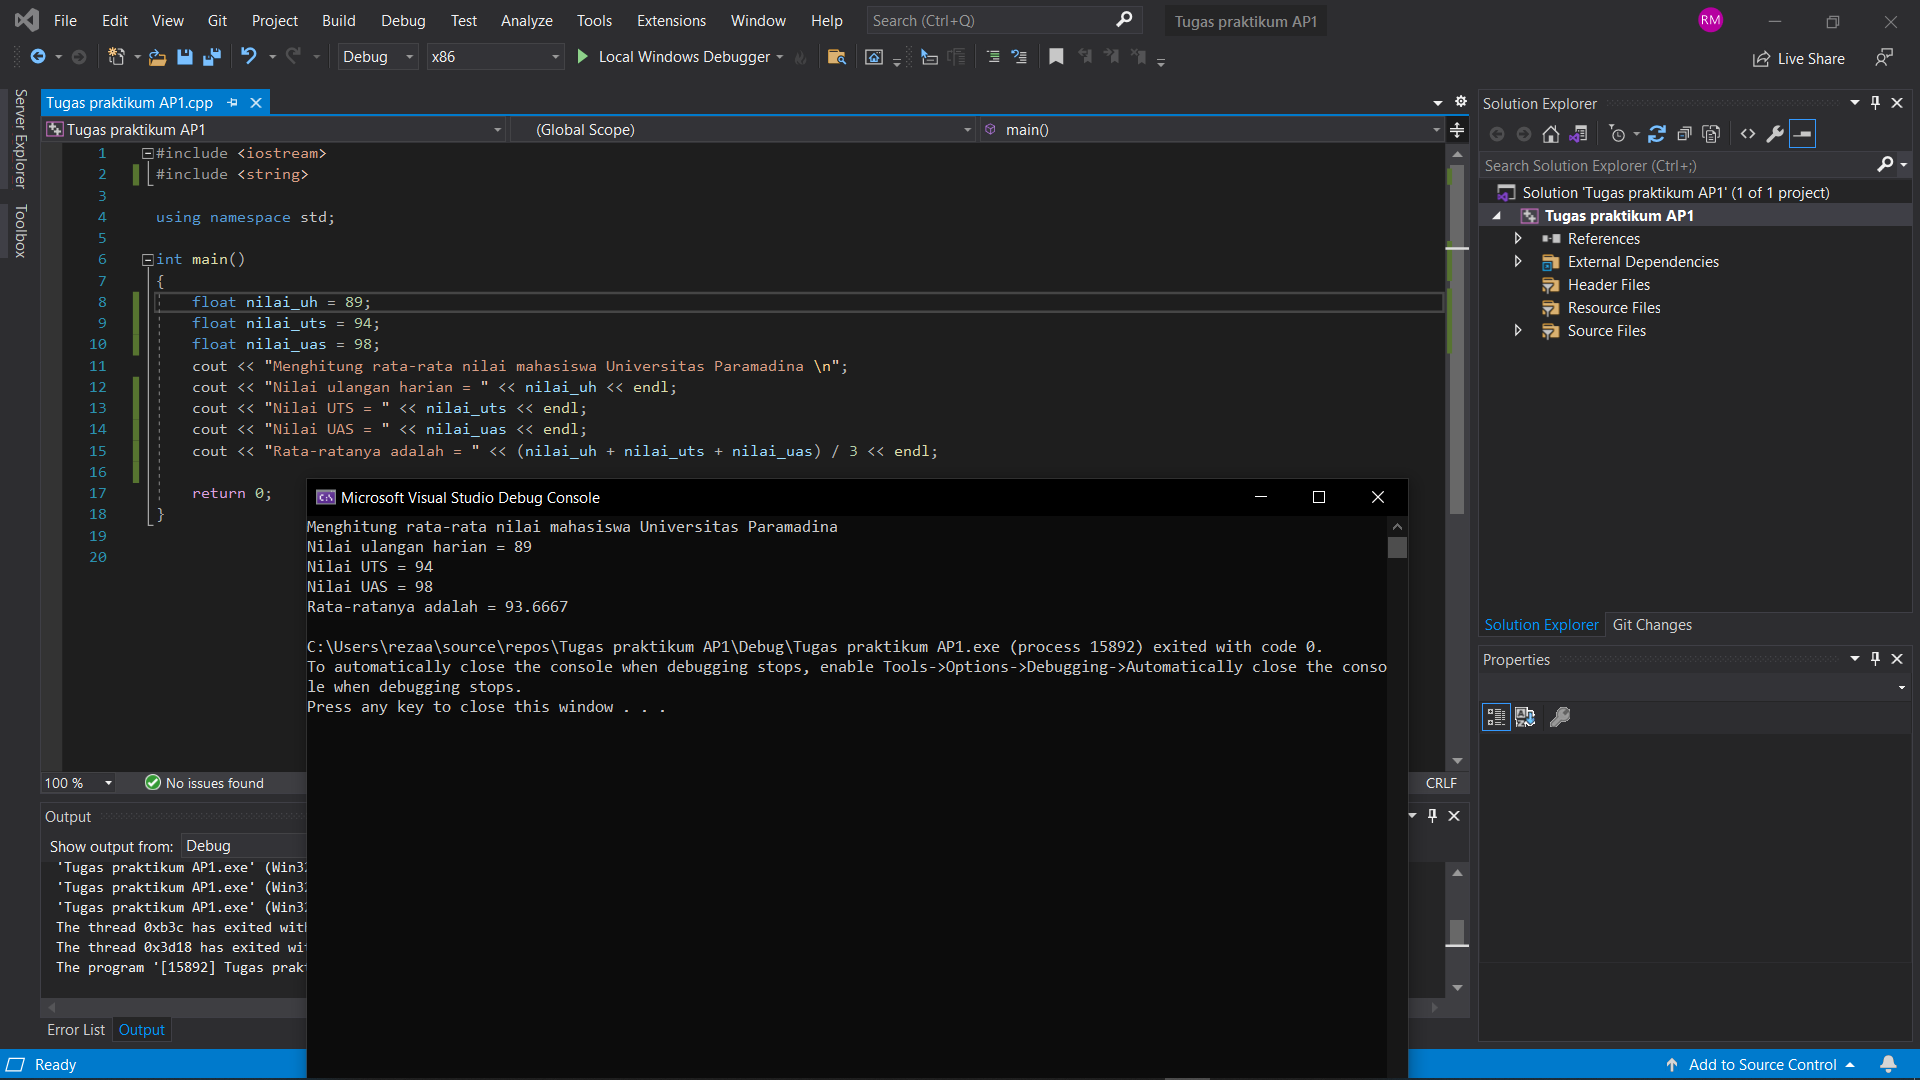 File Edit View Git Project Build Debug Test Analyze Tools Extensions Window Help Search (Ctrl+Q) Tugas praktikum AP1 RM
Debug x86 Local Windows Debugger Live Share
Server Explorer
Toolbox
Tugas praktikum AP1.cpp
Tugas praktikum AP1 (Global Scope) main()
1 #include <iostream>
2 #include <string>
3
4 using namespace std;
5
6 int main()
7 {
8 float nilai_uh = 89;
9 float nilai_uts = 94;
10 float nilai_uas = 98;
11 cout << "Menghitung rata-rata nilai mahasiswa Universitas Paramadina \n";
12 cout << "Nilai ulangan harian = " << nilai_uh << endl;
13 cout << "Nilai UTS = " << nilai_uts << endl;
14 cout << "Nilai UAS = " << nilai_uas << endl;
15 cout << "Rata-ratanya adalah = " << (nilai_uh + nilai_uts + nilai_uas) / 3 << endl;
16
17 return 0;
18 }
19
20
Microsoft Visual Studio Debug Console
Menghitung rata-rata nilai mahasiswa Universitas Paramadina
Nilai ulangan harian = 89
Nilai UTS = 94
Nilai UAS = 98
Rata-ratanya adalah = 93.6667
C:\Users\rezaa\source\repos\Tugas praktikum AP1\Debug\Tugas praktikum AP1.exe (process 15892) exited with code 0.
To automatically close the console when debugging stops, enable Tools->Options->Debugging->Automatically close the conso
le when debugging stops.
Press any key to close this window . . .
100 % No issues found CRLF
Output
Show output from: Debug
'Tugas praktikum AP1.exe' (Win32
'Tugas praktikum AP1.exe' (Win32
'Tugas praktikum AP1.exe' (Win32
The thread 0xb3c has exited with
The thread 0x3d18 has exited wit
The program '[15892] Tugas prakt
Error List Output
Ready Add to Source Control
Solution Explorer
Search Solution Explorer (Ctrl+;)
Solution 'Tugas praktikum AP1' (1 of 1 project)
Tugas praktikum AP1
References
External Dependencies
Header Files
Resource Files
Source Files
Solution Explorer Git Changes
Properties